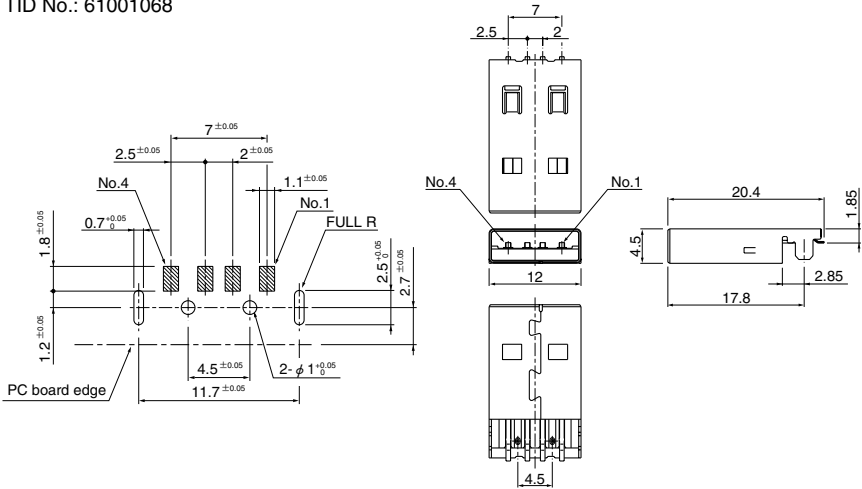 TID No.: 61001068
7
2.5
2
7 ±0.05
2.5 ±0.05
2 ±0.05
1.1 ±0.05
No.4
No.1
0.7 +0.05 0
FULL R
1.8 ±0.05
2.5 +0.05 0
2.7 ±0.05
1.2 ±0.05
4.5 ±0.05
2- φ 1 +0.05 0
11.7 ±0.05
PC board edge
No.4
No.1
12
20.4
1.85
4.5
2.85
17.8
4.5